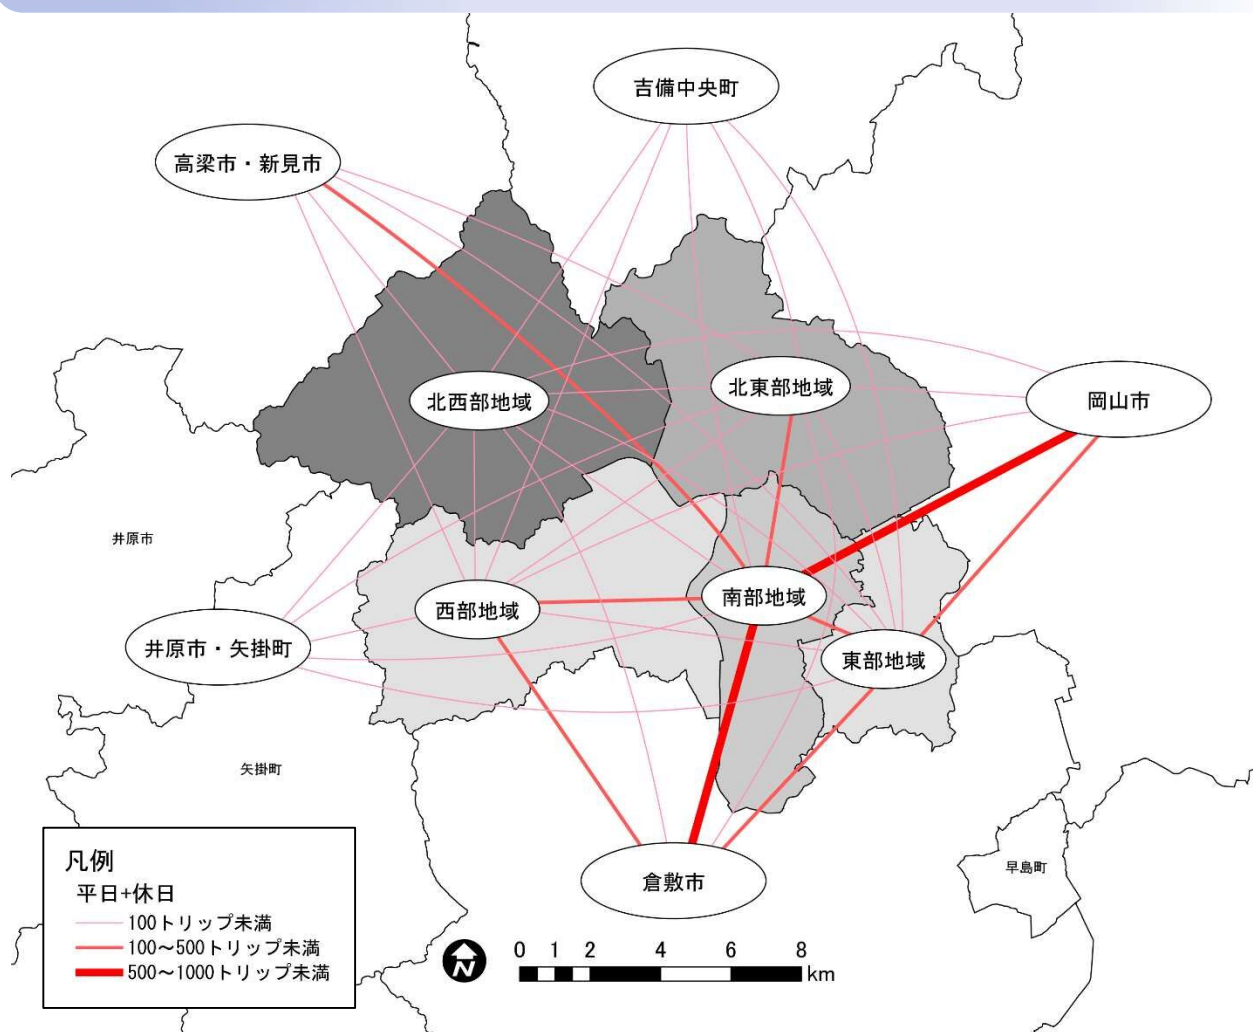 吉備中央町
高梁市・新見市
北東部地域
北西部地域
岡山市
井原市
南部地域
西部地域
井原市・矢掛町
東部地域
矢掛町
早島町
倉敷市
凡例
平日+休日
100トリップ未満
100～500トリップ未満
500～1000トリップ未満
N
0 1 2 4 6 8
km